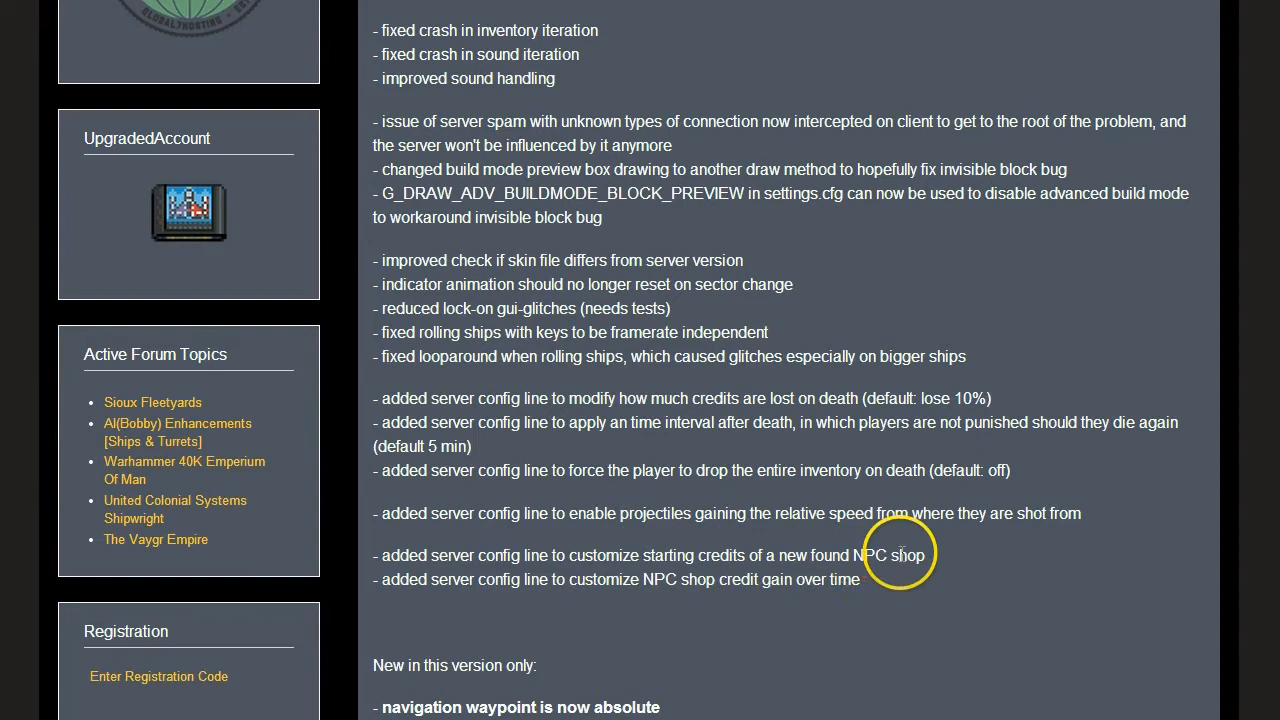 GLOBAL7HOSTING
UpgradedAccount
Active Forum Topics
Sioux Fleetyards
AI(Bobby) Enhancements
[Ships & Turrets]
Warhammer 40K Emperium
Of Man
United Colonial Systems
Shipwright
The Vaygr Empire
Registration
Enter Registration Code
- fixed crash in inventory iteration
- fixed crash in sound iteration
- improved sound handling
- issue of server spam with unknown types of connection now intercepted on client to get to the root of the problem, and
the server won't be influenced by it anymore
- changed build mode preview box drawing to another draw method to hopefully fix invisible block bug
- G_DRAW_ADV_BUILDMODE_BLOCK_PREVIEW in settings.cfg can now be used to disable advanced build mode
to workaround invisible block bug
- improved check if skin file differs from server version
- indicator animation should no longer reset on sector change
- reduced lock-on gui-glitches (needs tests)
- fixed rolling ships with keys to be framerate independent
- fixed looparound when rolling ships, which caused glitches especially on bigger ships
- added server config line to modify how much credits are lost on death (default: lose 10%)
- added server config line to apply an time interval after death, in which players are not punished should they die again
(default 5 min)
- added server config line to force the player to drop the entire inventory on death (default: off)
- added server config line to enable projectiles gaining the relative speed from where they are shot from
- added server config line to customize starting credits of a new found NPC shop
- added server config line to customize NPC shop credit gain over time
New in this version only:
- navigation waypoint is now absolute